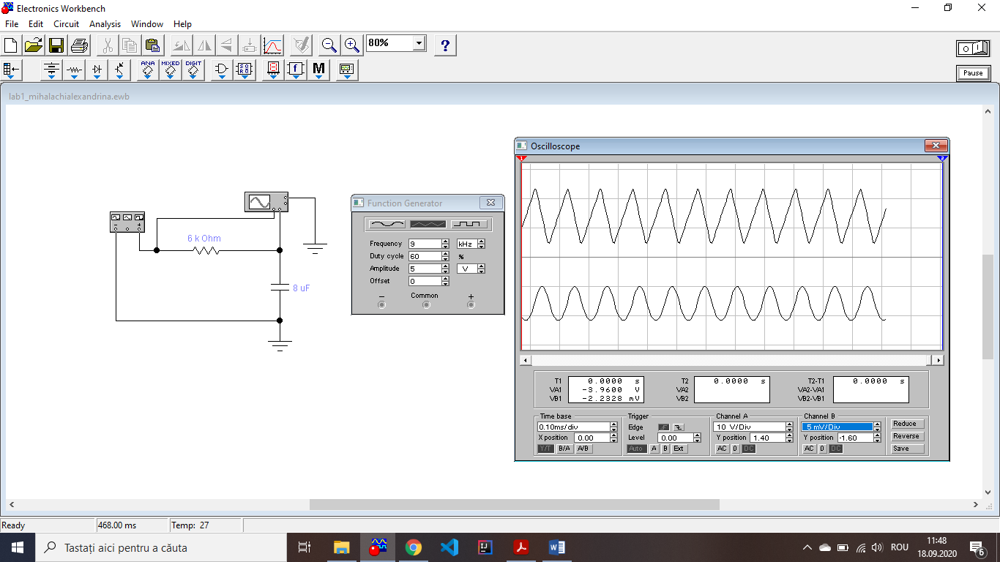 Electronics Workbench
File Edit Circuit Analysis Window Help
80%
?
O I
ANA MIXED DIGIT
f M
Pause
lab1_mihalachialexandrina.ewb
6 k Ohm
8 uF
Function Generator
Frequency 9 kHz
Duty cycle 60 %
Amplitude 5 V
Offset 0
− Common +
Oscilloscope
1 2
T1 0.0000 s T2 0.0000 s T2-T1 0.0000 s
VA1 -3.9600 V VA2 VA2-VA1
VB1 -2.2328 mV VB2 VB2-VB1
Time base Trigger Channel A Channel B
0.10ms/div Edge 10 V/Div 5 mV/Div Reduce
X position 0.00 Level 0.00 Y position 1.40 Y position -1.60 Reverse
Y/T B/A A/B Auto A B Ext AC 0 DC AC 0 DC Save
Ready 468.00 ms Temp: 27
Tastați aici pentru a căuta
ROU
11:48
18.09.2020
6